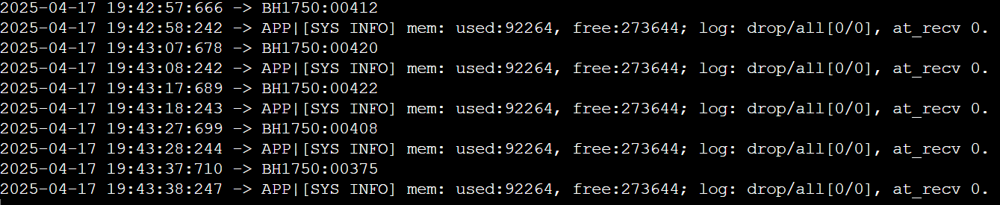 2025-04-17 19:42:57:666 -> BH1750:00412
2025-04-17 19:42:58:242 -> APP|[SYS INFO] mem: used:92264, free:273644; log: drop/all[0/0], at_recv 0.
2025-04-17 19:43:07:678 -> BH1750:00420
2025-04-17 19:43:08:242 -> APP|[SYS INFO] mem: used:92264, free:273644; log: drop/all[0/0], at_recv 0.
2025-04-17 19:43:17:689 -> BH1750:00422
2025-04-17 19:43:18:243 -> APP|[SYS INFO] mem: used:92264, free:273644; log: drop/all[0/0], at_recv 0.
2025-04-17 19:43:27:699 -> BH1750:00408
2025-04-17 19:43:28:244 -> APP|[SYS INFO] mem: used:92264, free:273644; log: drop/all[0/0], at_recv 0.
2025-04-17 19:43:37:710 -> BH1750:00375
2025-04-17 19:43:38:247 -> APP|[SYS INFO] mem: used:92264, free:273644; log: drop/all[0/0], at_recv 0.